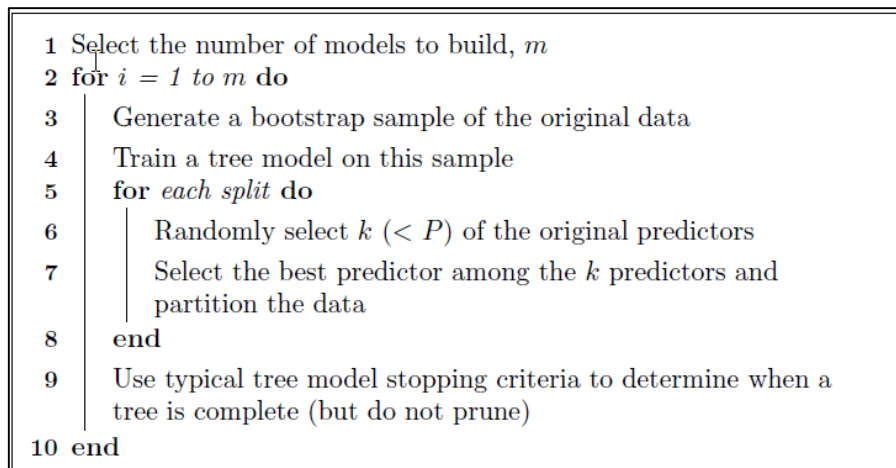 1 Select the number of models to build, m
2 for i = 1 to m do
3 Generate a bootstrap sample of the original data
4 Train a tree model on this sample
5 for each split do
6 Randomly select k (< P) of the original predictors
7 Select the best predictor among the k predictors and
partition the data
8 end
9 Use typical tree model stopping criteria to determine when a
tree is complete (but do not prune)
10 end